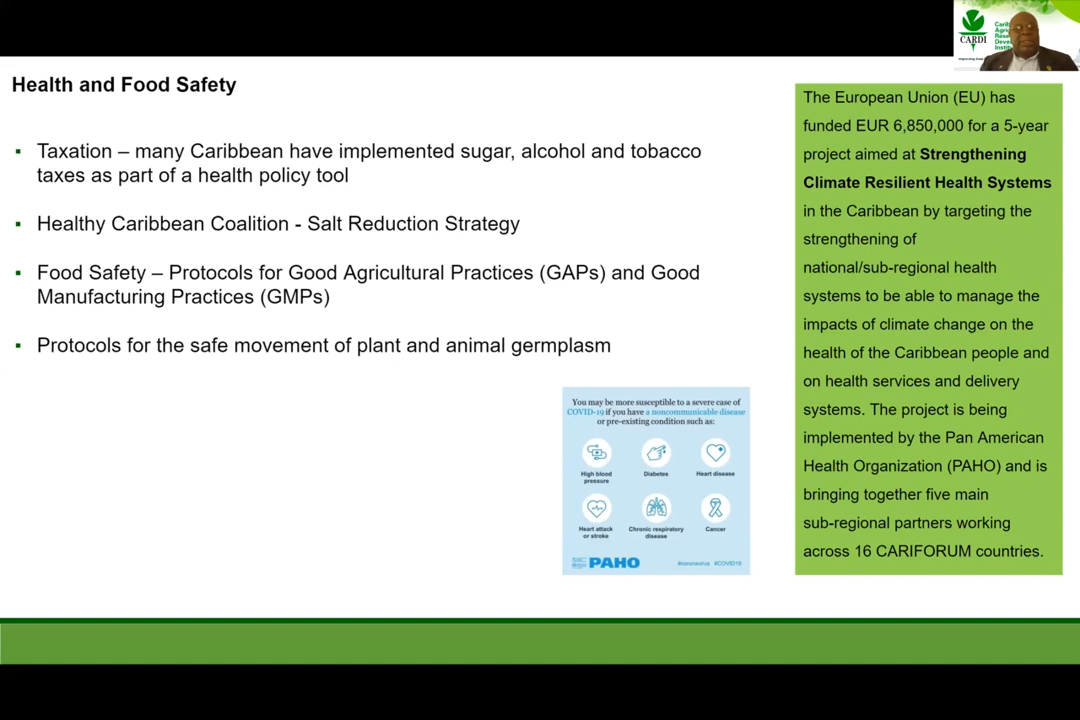 Health and Food Safety
▪ Taxation – many Caribbean have implemented sugar, alcohol and tobacco
taxes as part of a health policy tool
▪ Healthy Caribbean Coalition - Salt Reduction Strategy
▪ Food Safety – Protocols for Good Agricultural Practices (GAPs) and Good
Manufacturing Practices (GMPs)
▪ Protocols for the safe movement of plant and animal germplasm
You may be more susceptible to a severe case of
COVID-19 if you have a noncommunicable disease
or pre-existing condition such as:
High blood
pressure
Diabetes
Heart disease
Heart attack
or stroke
Chronic respiratory
disease
Cancer
PAHO
#coronavirus #COVID19
The European Union (EU) has
funded EUR 6,850,000 for a 5-year
project aimed at Strengthening
Climate Resilient Health Systems
in the Caribbean by targeting the
strengthening of
national/sub-regional health
systems to be able to manage the
impacts of climate change on the
health of the Caribbean people and
on health services and delivery
systems. The project is being
implemented by the Pan American
Health Organization (PAHO) and is
bringing together five main
sub-regional partners working
across 16 CARIFORUM countries.
CARDI